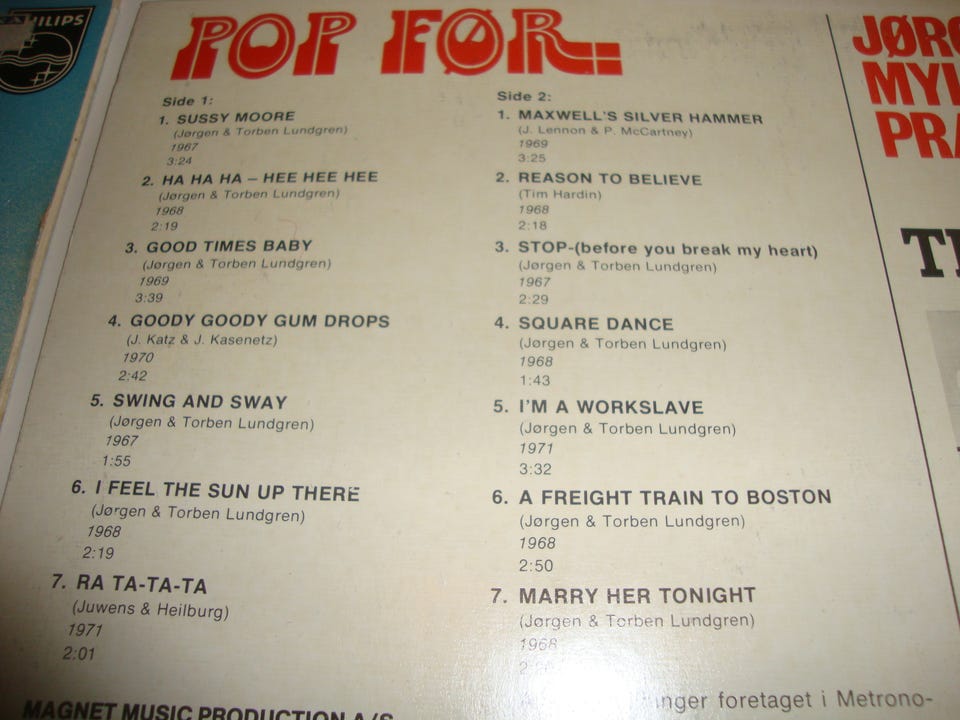 PHILIPS
POP FØR...
Side 1:
1. SUSSY MOORE
(Jørgen & Torben Lundgren)
1967
3:24
2. HA HA HA – HEE HEE HEE
(Jørgen & Torben Lundgren)
1968
2:19
3. GOOD TIMES BABY
(Jørgen & Torben Lundgren)
1969
3:39
4. GOODY GOODY GUM DROPS
(J. Katz & J. Kasenetz)
1970
2:42
5. SWING AND SWAY
(Jørgen & Torben Lundgren)
1967
1:55
6. I FEEL THE SUN UP THERE
(Jørgen & Torben Lundgren)
1968
2:19
7. RA TA-TA-TA
(Juwens & Heilburg)
1971
2:01
Side 2:
1. MAXWELL'S SILVER HAMMER
(J. Lennon & P. McCartney)
1969
3:25
2. REASON TO BELIEVE
(Tim Hardin)
1968
2:18
3. STOP-(before you break my heart)
(Jørgen & Torben Lundgren)
1967
2:29
4. SQUARE DANCE
(Jørgen & Torben Lundgren)
1968
1:43
5. I'M A WORKSLAVE
(Jørgen & Torben Lundgren)
1971
3:32
6. A FREIGHT TRAIN TO BOSTON
(Jørgen & Torben Lundgren)
1968
2:50
7. MARRY HER TONIGHT
(Jørgen & Torben Lundgren)
1968
MAGNET MUSIC PRODUCTION A/S
foretaget i Metrono-
JØRG
MYL
PRA